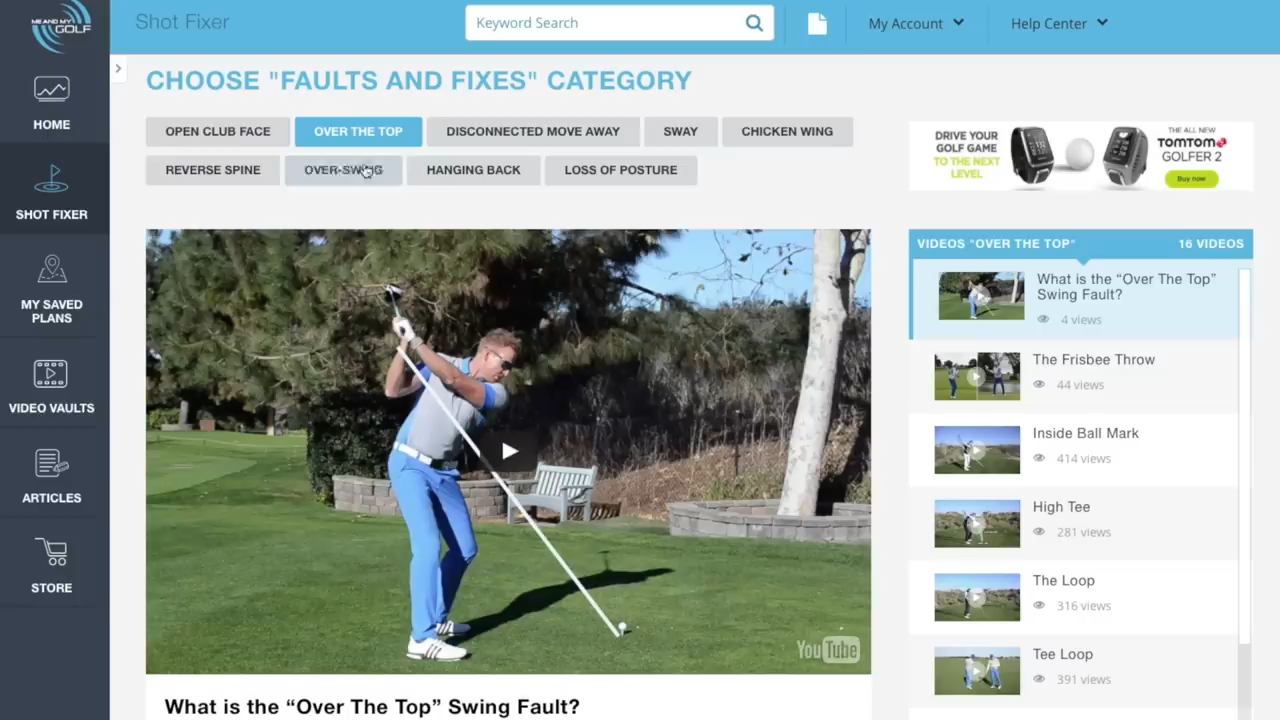 ME AND MY
GOLF
Shot Fixer
Keyword Search
My Account
Help Center
HOME
SHOT FIXER
MY SAVED
PLANS
VIDEO VAULTS
ARTICLES
STORE
CHOOSE "FAULTS AND FIXES" CATEGORY
OPEN CLUB FACE
OVER THE TOP
DISCONNECTED MOVE AWAY
SWAY
CHICKEN WING
REVERSE SPINE
OVER-SWING
HANGING BACK
LOSS OF POSTURE
DRIVE YOUR
GOLF GAME
TO THE NEXT
LEVEL
THE ALL NEW
TOMTOM
GOLFER 2
Buy now
YouTube
What is the “Over The Top” Swing Fault?
VIDEOS "OVER THE TOP"
16 VIDEOS
What is the “Over The Top”
Swing Fault?
4 views
The Frisbee Throw
44 views
Inside Ball Mark
414 views
High Tee
281 views
The Loop
316 views
Tee Loop
391 views